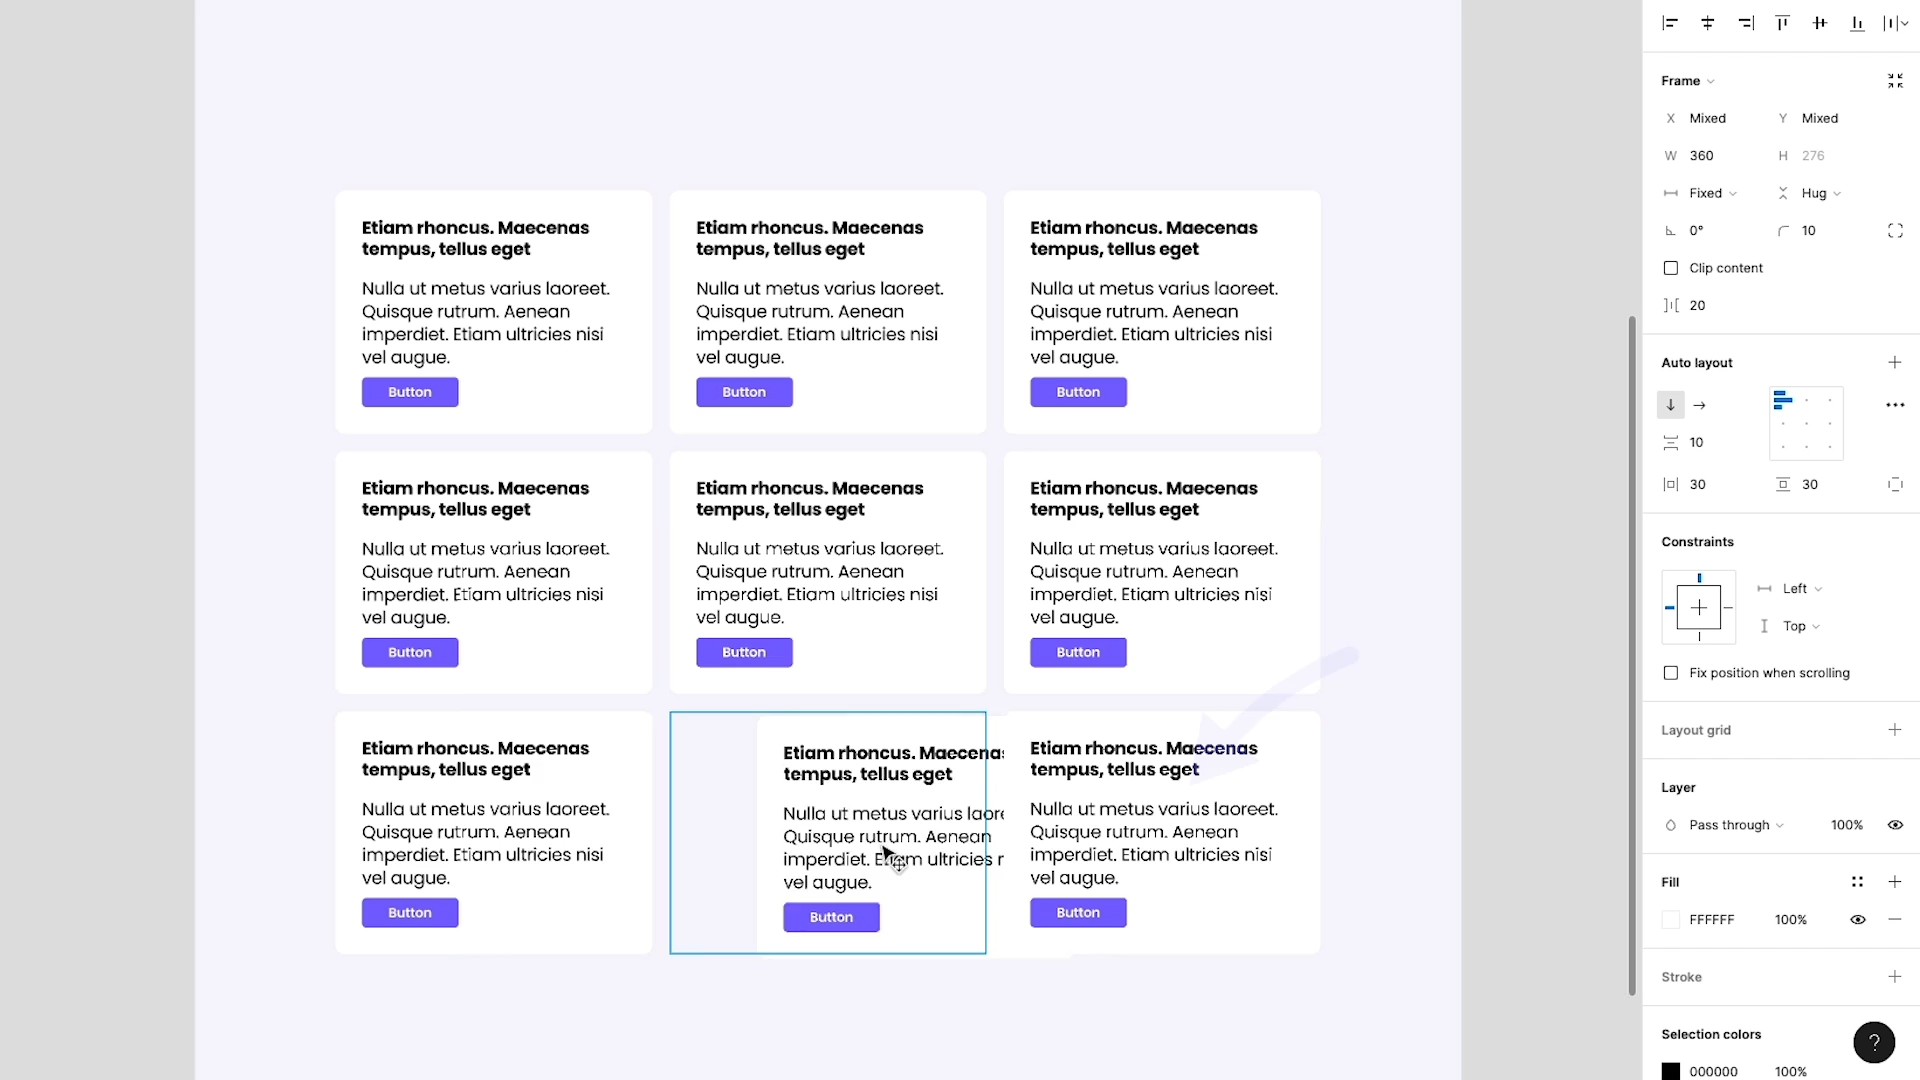 Etiam rhoncus. Maecenas
tempus, tellus eget
Nulla ut metus varius laoreet.
Quisque rutrum. Aenean
imperdiet. Etiam ultricies nisi
vel augue.
Button
Etiam rhoncus. Maecenas
tempus, tellus eget
Nulla ut metus varius laoreet.
Quisque rutrum. Aenean
imperdiet. Etiam ultricies nisi
vel augue.
Button
Etiam rhoncus. Maecenas
tempus, tellus eget
Nulla ut metus varius laoreet.
Quisque rutrum. Aenean
imperdiet. Etiam ultricies nisi
vel augue.
Button
Etiam rhoncus. Maecenas
tempus, tellus eget
Nulla ut metus varius laoreet.
Quisque rutrum. Aenean
imperdiet. Etiam ultricies nisi
vel augue.
Button
Etiam rhoncus. Maecenas
tempus, tellus eget
Nulla ut metus varius laoreet.
Quisque rutrum. Aenean
imperdiet. Etiam ultricies nisi
vel augue.
Button
Etiam rhoncus. Maecenas
tempus, tellus eget
Nulla ut metus varius laoreet.
Quisque rutrum. Aenean
imperdiet. Etiam ultricies nisi
vel augue.
Button
Etiam rhoncus. Maecenas
tempus, tellus eget
Nulla ut metus varius laoreet.
Quisque rutrum. Aenean
imperdiet. Etiam ultricies nisi
vel augue.
Button
Etiam rhoncus. Maecenas
tempus, tellus eget
Nulla ut metus varius laore
Quisque rutrum. Aenean
imperdiet. Etiam ultricies
vel augue.
Button
Etiam rhoncus. Maecenas
tempus, tellus eget
Nulla ut metus varius laoreet.
Quisque rutrum. Aenean
imperdiet. Etiam ultricies nisi
vel augue.
Button
Frame
X Mixed Y Mixed
W 360 H 276
Fixed Hug
0° 10
Clip content
20
Auto layout
10
30 30
Constraints
Left
Top
Fix position when scrolling
Layout grid
Layer
Pass through 100%
Fill
FFFFFF 100%
Stroke
Selection colors
000000 100%
?